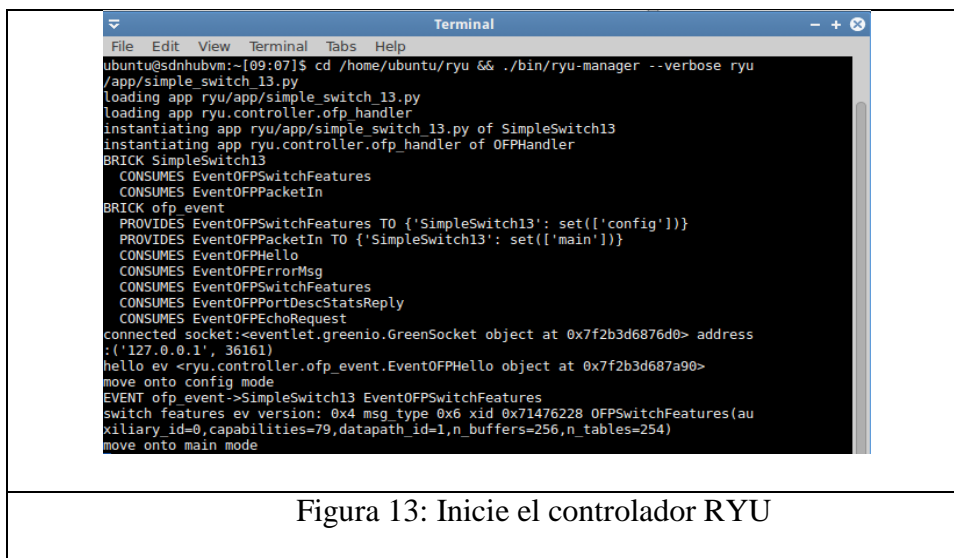 Terminal
File Edit View Terminal Tabs Help
ubuntu@sdnhubvm:~[09:07]$ cd /home/ubuntu/ryu && ./bin/ryu-manager --verbose ryu
/app/simple_switch_13.py
loading app ryu/app/simple_switch_13.py
loading app ryu.controller.ofp_handler
instantiating app ryu/app/simple_switch_13.py of SimpleSwitch13
instantiating app ryu.controller.ofp_handler of OFPHandler
BRICK SimpleSwitch13
  CONSUMES EventOFPSwitchFeatures
  CONSUMES EventOFPPacketIn
BRICK ofp_event
  PROVIDES EventOFPSwitchFeatures TO {'SimpleSwitch13': set(['config'])}
  PROVIDES EventOFPPacketIn TO {'SimpleSwitch13': set(['main'])}
  CONSUMES EventOFPHello
  CONSUMES EventOFPErrorMsg
  CONSUMES EventOFPSwitchFeatures
  CONSUMES EventOFPPortDescStatsReply
  CONSUMES EventOFPEchoRequest
connected socket:<eventlet.greenio.GreenSocket object at 0x7f2b3d6876d0> address
:('127.0.0.1', 36161)
hello ev <ryu.controller.ofp_event.EventOFPHello object at 0x7f2b3d687a90>
move onto config mode
EVENT ofp_event->SimpleSwitch13 EventOFPSwitchFeatures
switch features ev version: 0x4 msg_type 0x6 xid 0x71476228 OFPSwitchFeatures(au
xiliary_id=0,capabilities=79,datapath_id=1,n_buffers=256,n_tables=254)
move onto main mode
Figura 13: Inicie el controlador RYU